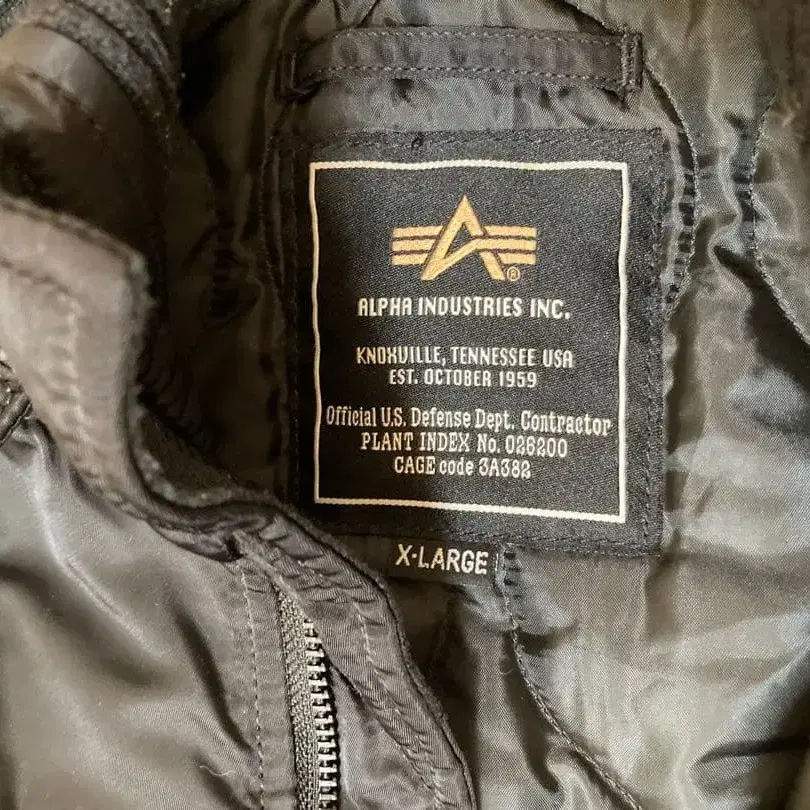 ®
ALPHA INDUSTRIES INC.
KNOXVILLE, TENNESSEE USA
EST. OCTOBER 1959
Official U.S. Defense Dept. Contractor
PLANT INDEX No. 026200
CAGE code 3A382
X-LARGE